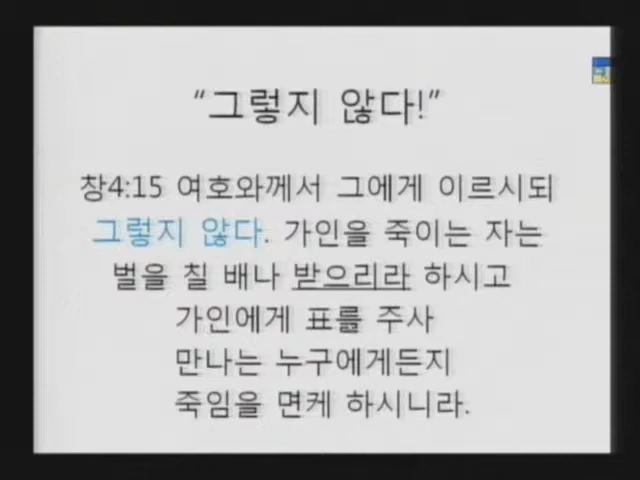 “그렇지 않다!”
창4:15 여호와께서 그에게 이르시되
그렇지 않다. 가인을 죽이는 자는
벌을 칠 배나 받으리라 하시고
가인에게 표를 주사
만나는 누구에게든지
죽임을 면케 하시니라.